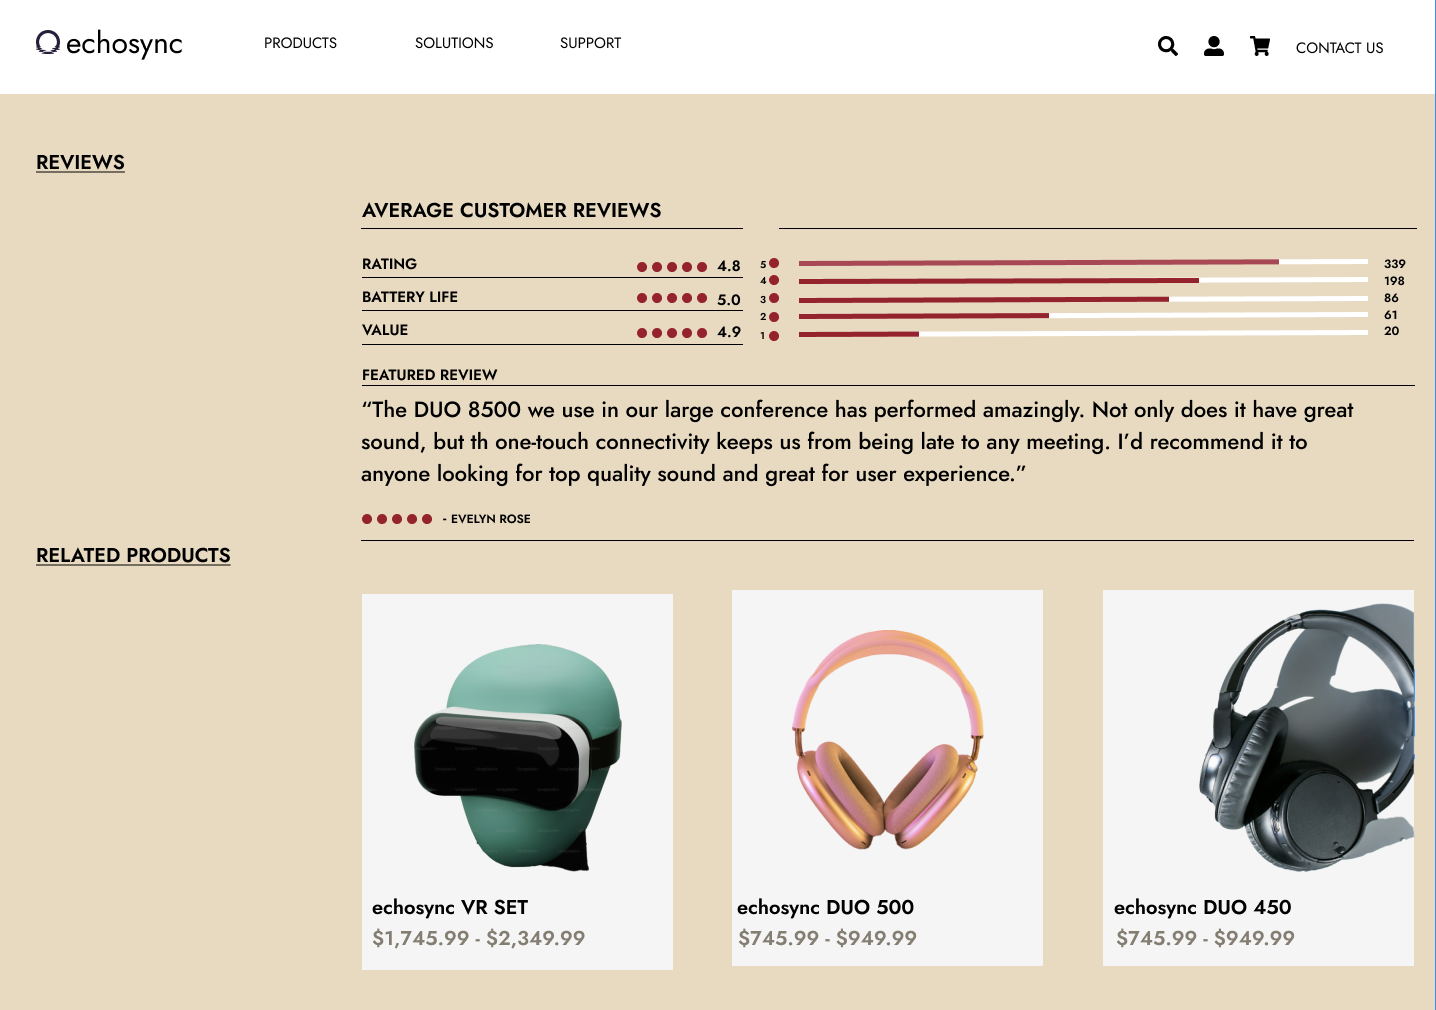 echosync
PRODUCTS
SOLUTIONS
SUPPORT
CONTACT US
REVIEWS
AVERAGE CUSTOMER REVIEWS
RATING
4.8
BATTERY LIFE
5.0
VALUE
4.9
5
339
4
198
3
86
2
61
1
20
FEATURED REVIEW
“The DUO 8500 we use in our large conference has performed amazingly. Not only does it have great
sound, but th one-touch connectivity keeps us from being late to any meeting. I’d recommend it to
anyone looking for top quality sound and great for user experience.”
- EVELYN ROSE
RELATED PRODUCTS
echosync VR SET
$1,745.99 - $2,349.99
echosync DUO 500
$745.99 - $949.99
echosync DUO 450
$745.99 - $949.99